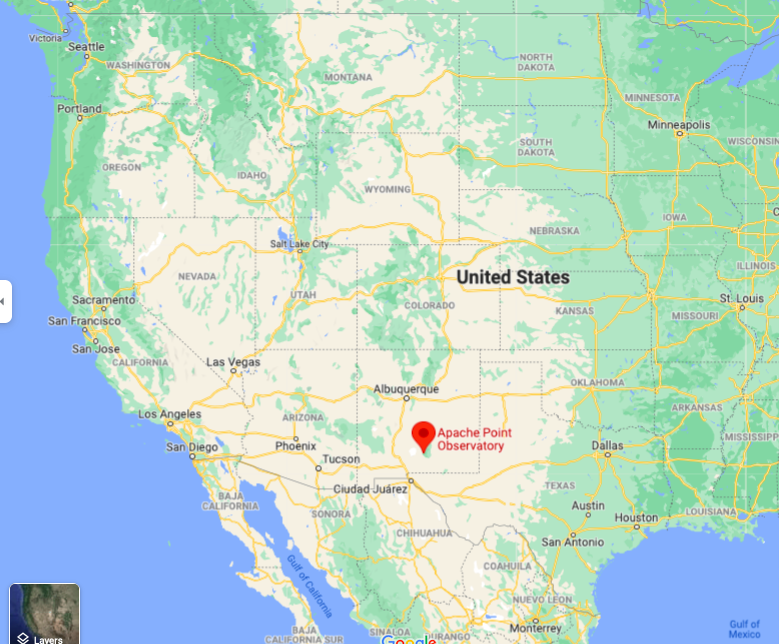 Victoria
Seattle
WASHINGTON
MONTANA
NORTH
DAKOTA
MINNESOTA
Portland
Minneapolis
WISCONSIN
OREGON
IDAHO
SOUTH
DAKOTA
WYOMING
IOWA
NEBRASKA
Salt Lake City
ILLINOIS
NEVADA
United States
UTAH
COLORADO
Sacramento
St. Louis
KANSAS
MISSOURI
San Francisco
San Jose
CALIFORNIA
Las Vegas
Albuquerque
OKLAHOMA
ARKANSAS
Los Angeles
ARIZONA
Apache Point
Observatory
MISSISSIPP
San Diego
Phoenix
Dallas
Tucson
Ciudad Juárez
TEXAS
BAJA
CALIFORNIA
SONORA
Austin
LOUISIANA
Houston
CHIHUAHUA
San Antonio
COAHUILA
Gulf of California
NUEVO LEON
Monterrey
Gulf of
Mexico
BAJA
CALIFORNIA SUR
SINALOA
DURANGO
Google
Layers